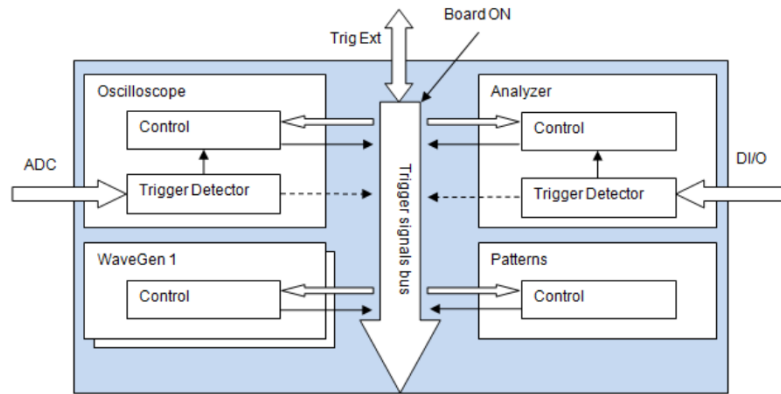 Board ON
Trig Ext
Oscilloscope
Analyzer
Control
Control
ADC
DI/O
Trigger Detector
Trigger Detector
Trigger signals bus
WaveGen 1
Patterns
Control
Control